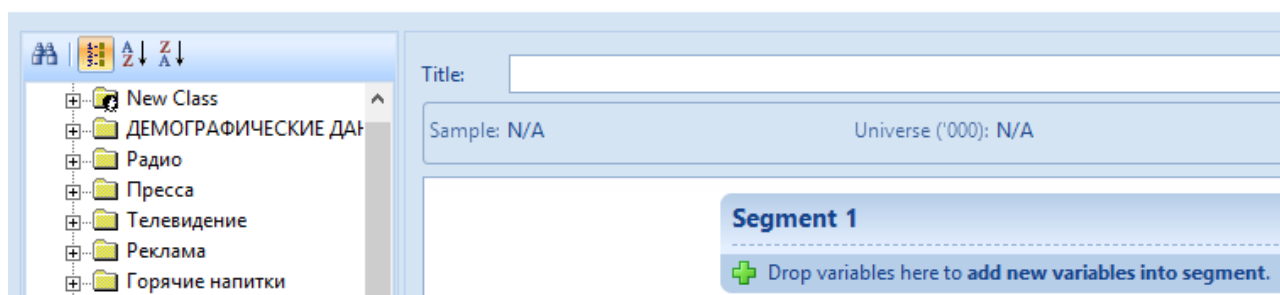 New Class
ДЕМОГРАФИЧЕСКИЕ ДАН
Радио
Пресса
Телевидение
Реклама
Горячие напитки
Title:
Sample: N/A
Universe ('000): N/A
Segment 1
Drop variables here to add new variables into segment.